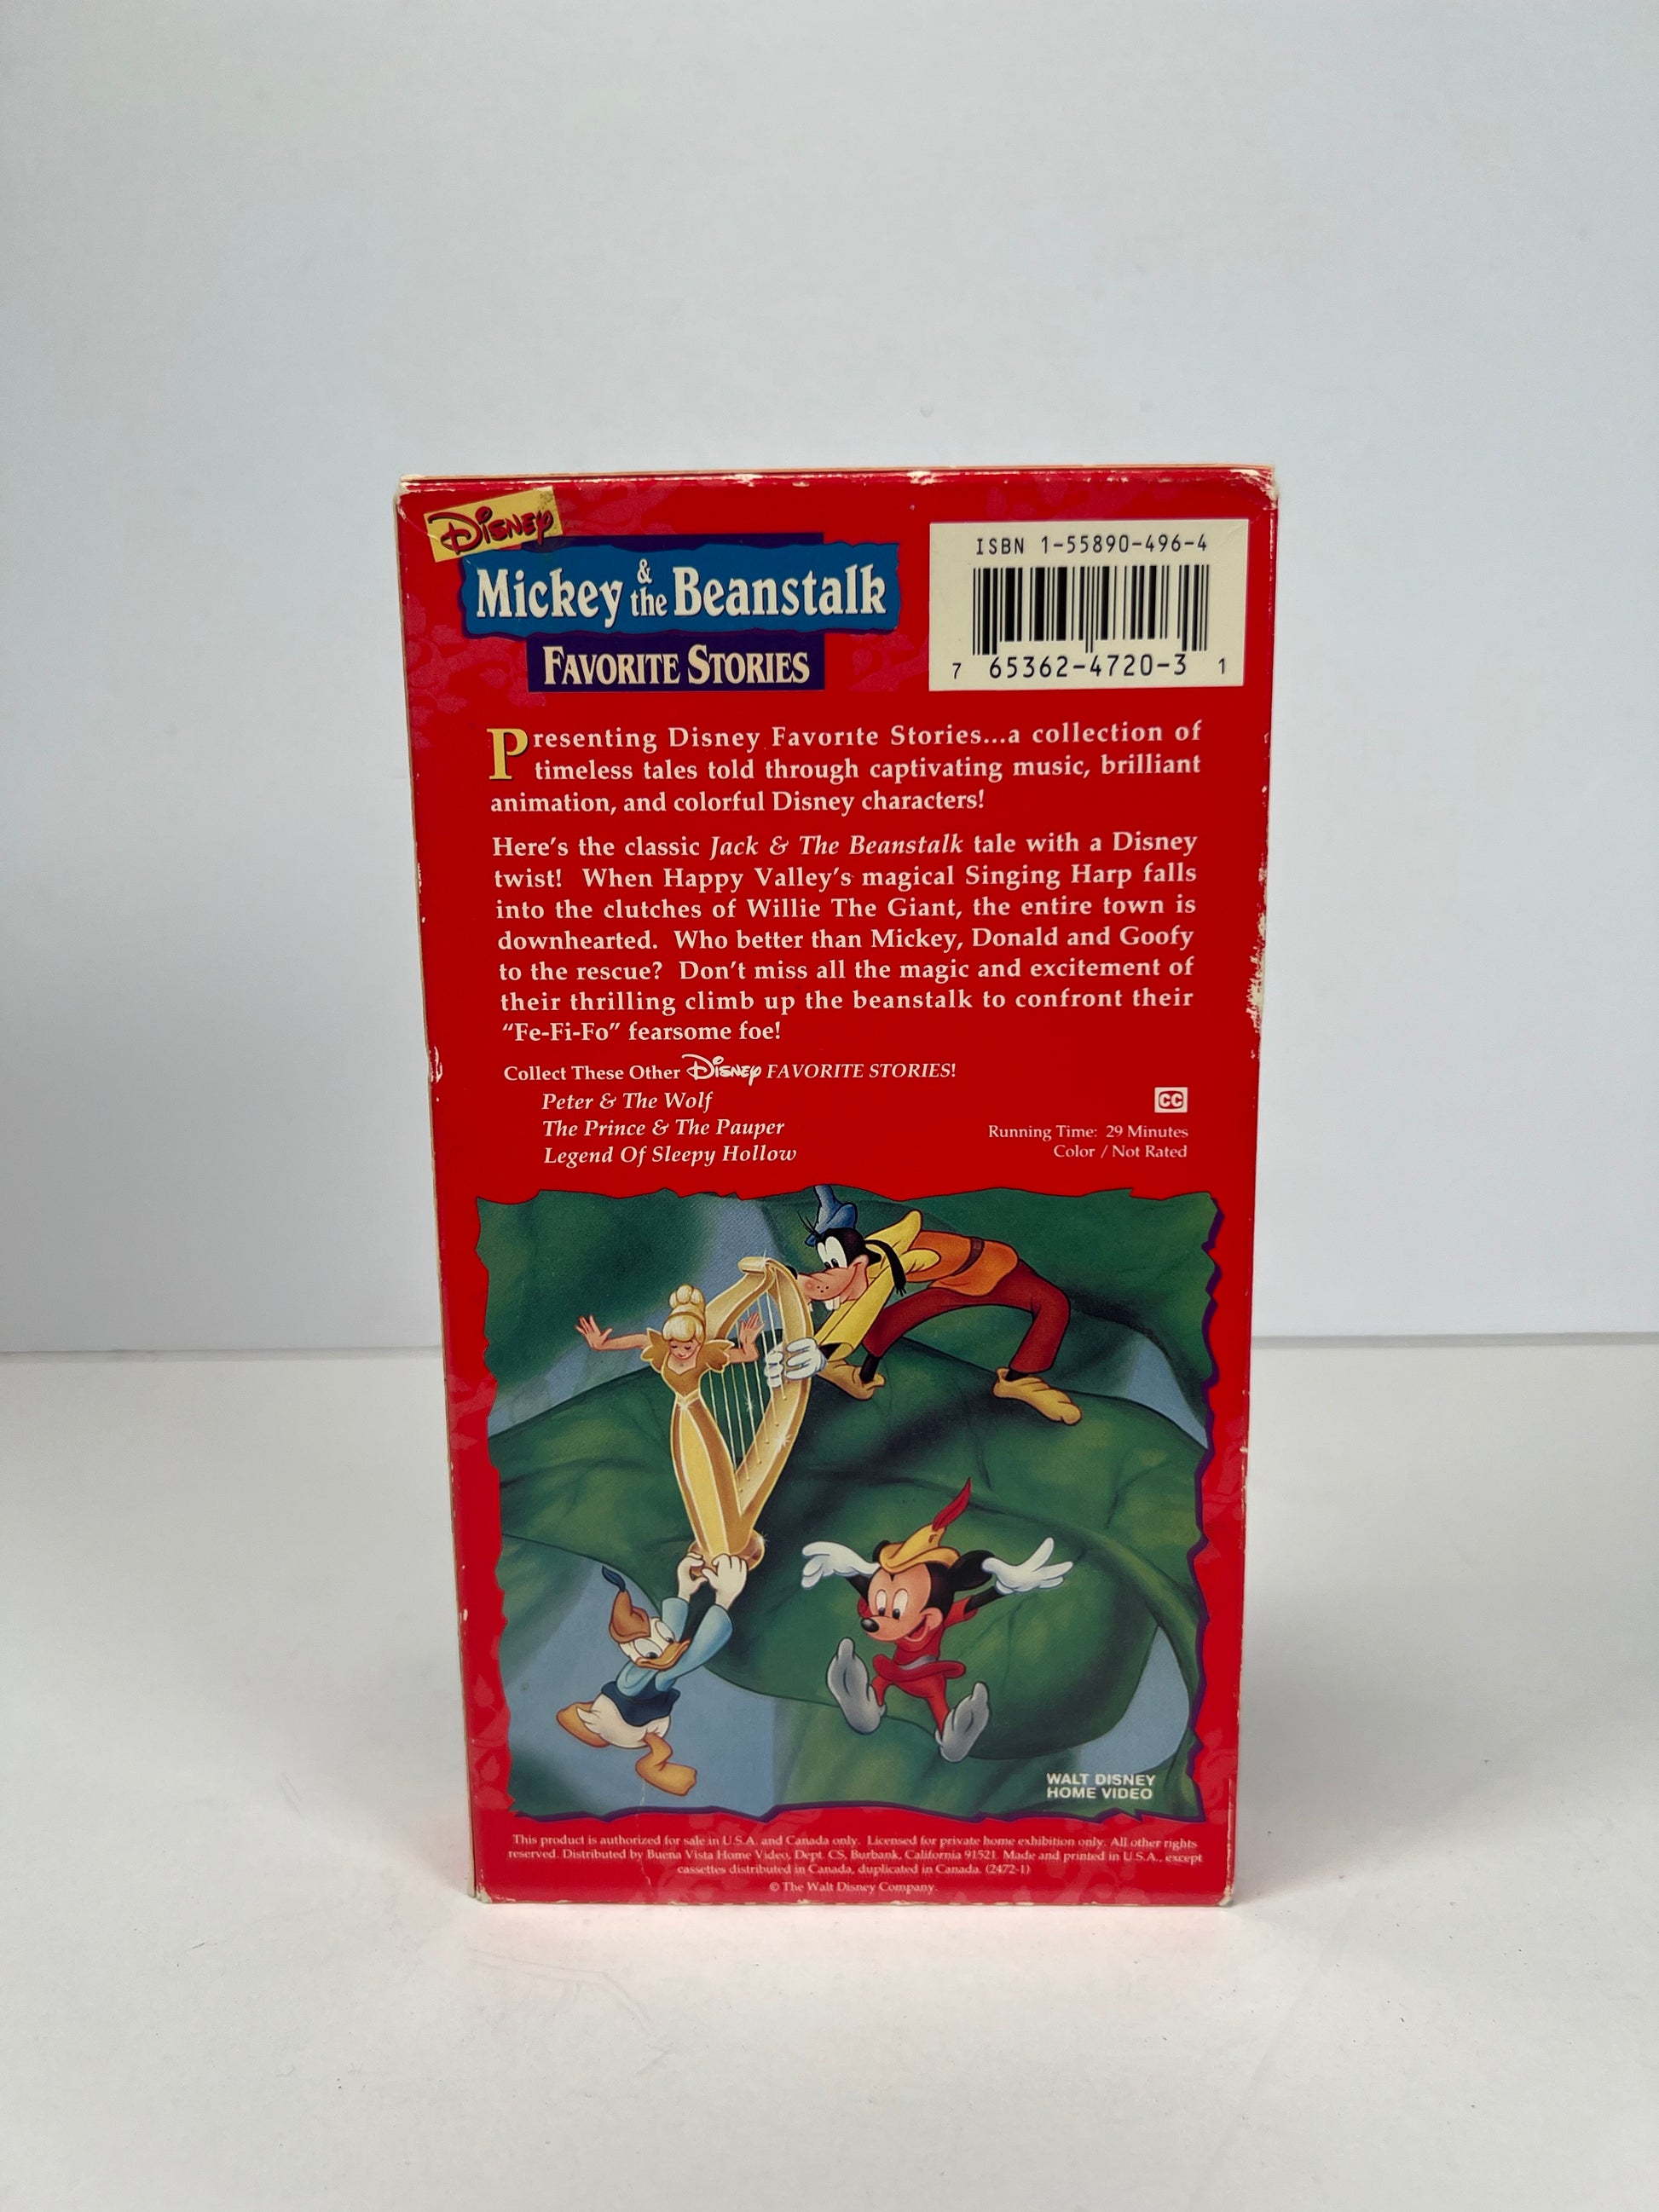 Disney
Mickey & the Beanstalk
FAVORITE STORIES
ISBN 1-55890-496-4
7 65362-4720-3 1
Presenting Disney Favorite Stories...a collection of
timeless tales told through captivating music, brilliant
animation, and colorful Disney characters!
Here's the classic Jack & The Beanstalk tale with a Disney
twist! When Happy Valley's magical Singing Harp falls
into the clutches of Willie The Giant, the entire town is
downhearted. Who better than Mickey, Donald and Goofy
to the rescue? Don't miss all the magic and excitement of
their thrilling climb up the beanstalk to confront their
“Fe-Fi-Fo” fearsome foe!
Collect These Other Disney FAVORITE STORIES!
Peter & The Wolf
The Prince & The Pauper
Legend Of Sleepy Hollow
CC
Running Time: 29 Minutes
Color / Not Rated
WALT DISNEY
HOME VIDEO
This product is authorized for sale in U.S.A. and Canada only. Licensed for private home exhibition only. All other rights
reserved. Distributed by Buena Vista Home Video, Dept. CS, Burbank, California 91521. Made and printed in U.S.A., except
cassettes distributed in Canada, duplicated in Canada. (2472-1)
© The Walt Disney Company.